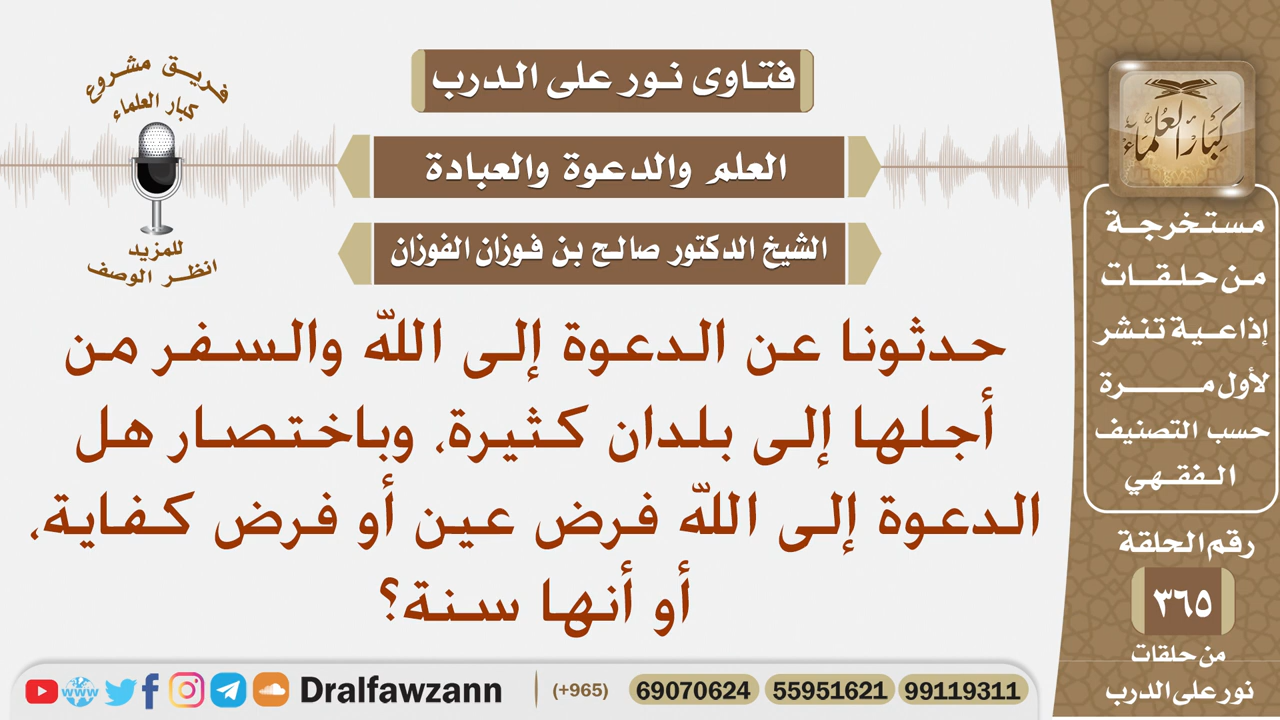 فتاوى نور على الدرب
العلم والدعوة والعبادة
الشيخ الدكتور صالح بن فوزان الفوزان
حدثونا عن الدعوة إلى الله والسفر من
أجلها إلى بلدان كثيرة، وباختصار هل
الدعوة إلى الله فرض عين أو فرض كفاية،
أو أنها سنة؟
فريق مشروع
كبار العلماء
للمزيد
انظر الوصف
كبار العلماء
مستخرجة
من حلقات
إذاعية تنشر
لأول مرة
حسب التصنيف
الفقهي
رقم الحلقة
٣٦٥
من حلقات
نور على الدرب
www Dralfawzann (+965) 69070624 55951621 99119311